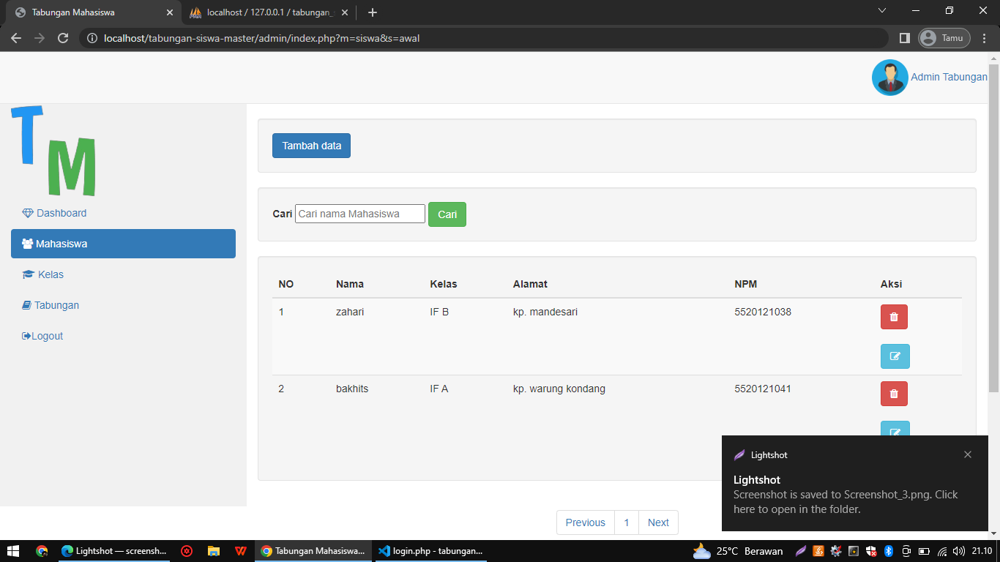 Tabungan Mahasiswa
localhost / 127.0.0.1 / tabungan_
localhost/tabungan-siswa-master/admin/index.php?m=siswa&s=awal
Tamu
Admin Tabungan
TM
Tambah data
Dashboard
Cari Cari nama Mahasiswa Cari
Mahasiswa
Kelas
Tabungan
Logout
NO Nama Kelas Alamat NPM Aksi
1 zahari IF B kp. mandesari 5520121038
2 bakhits IF A kp. warung kondang 5520121041
Lightshot
Lightshot
Screenshot is saved to Screenshot_3.png. Click
here to open in the folder.
Previous 1 Next
Lightshot — screensh...
Tabungan Mahasiswa...
login.php - tabungan...
25°C Berawan
21.10